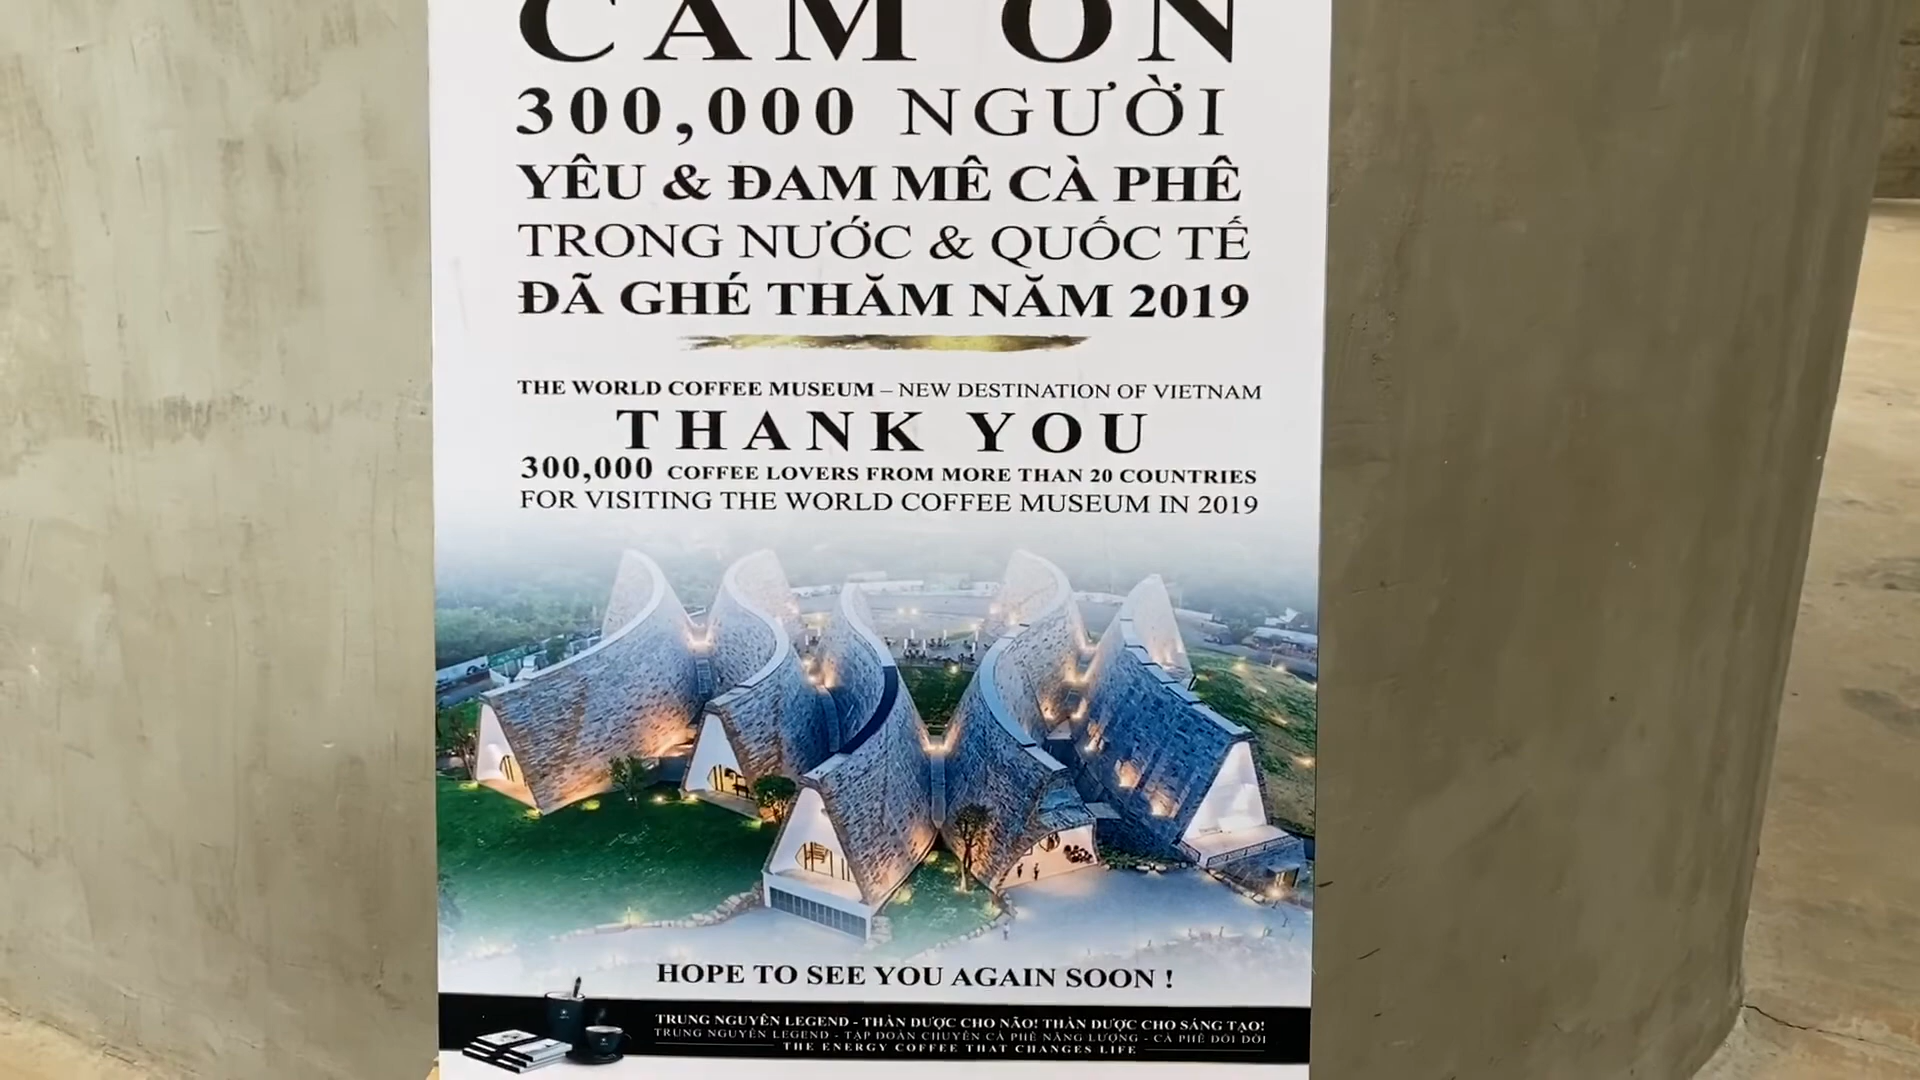 CẢM ƠN
300,000 NGƯỜI
YÊU & ĐAM MÊ CÀ PHÊ
TRONG NƯỚC & QUỐC TẾ
ĐÃ GHÉ THĂM NĂM 2019
THE WORLD COFFEE MUSEUM – NEW DESTINATION OF VIETNAM
THANK YOU
300,000 COFFEE LOVERS FROM MORE THAN 20 COUNTRIES
FOR VISITING THE WORLD COFFEE MUSEUM IN 2019
HOPE TO SEE YOU AGAIN SOON !
TRUNG NGUYÊN LEGEND - THẦN DƯỢC CHO NÃO! THẦN DƯỢC CHO SÁNG TẠO!
TRUNG NGUYÊN LEGEND - TẬP ĐOÀN CHUYÊN CÀ PHÊ NĂNG LƯỢNG - CÀ PHÊ ĐỔI ĐỜI
THE ENERGY COFFEE THAT CHANGES LIFE